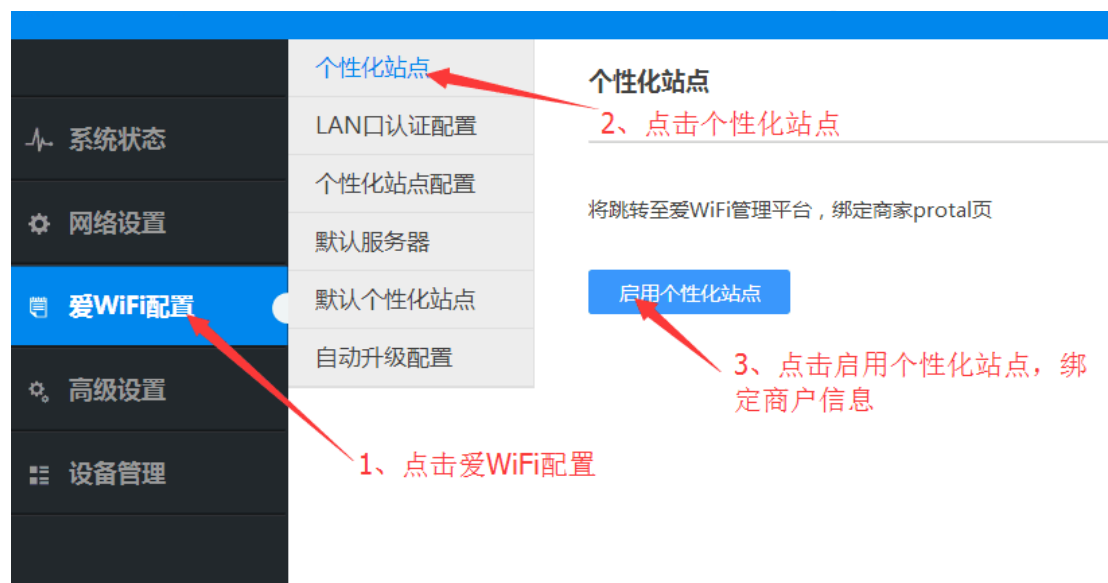 系统状态
网络设置
爱WiFi配置
高级设置
设备管理
个性化站点
LAN口认证配置
个性化站点配置
默认服务器
默认个性化站点
自动升级配置
个性化站点
2、点击个性化站点
将跳转至爱WiFi管理平台，绑定商家protal页
启用个性化站点
3、点击启用个性化站点，绑
定商户信息
1、点击爱WiFi配置